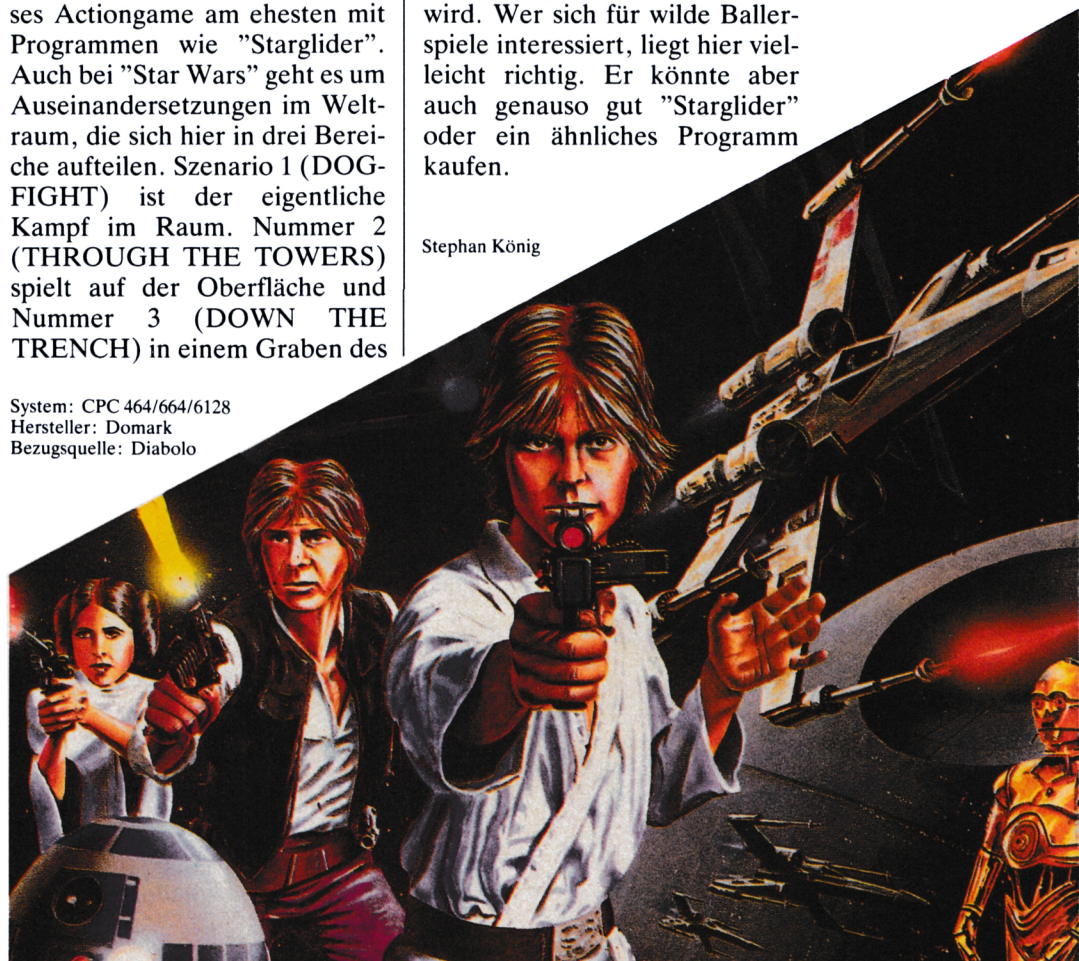 ses Actiongame am ehesten mit
Programmen wie ”Starglider”.
Auch bei ”Star Wars” geht es um
Auseinandersetzungen im Welt-
raum, die sich hier in drei Berei-
che aufteilen. Szenario 1 (DOG-
FIGHT) ist der eigentliche
Kampf im Raum. Nummer 2
(THROUGH THE TOWERS)
spielt auf der Oberfläche und
Nummer 3 (DOWN THE
TRENCH) in einem Graben des
System: CPC 464/664/6128
Hersteller: Domark
Bezugsquelle: Diabolo
wird. Wer sich für wilde Baller-
spiele interessiert, liegt hier viel-
leicht richtig. Er könnte aber
auch genauso gut ”Starglider”
oder ein ähnliches Programm
kaufen.
Stephan König